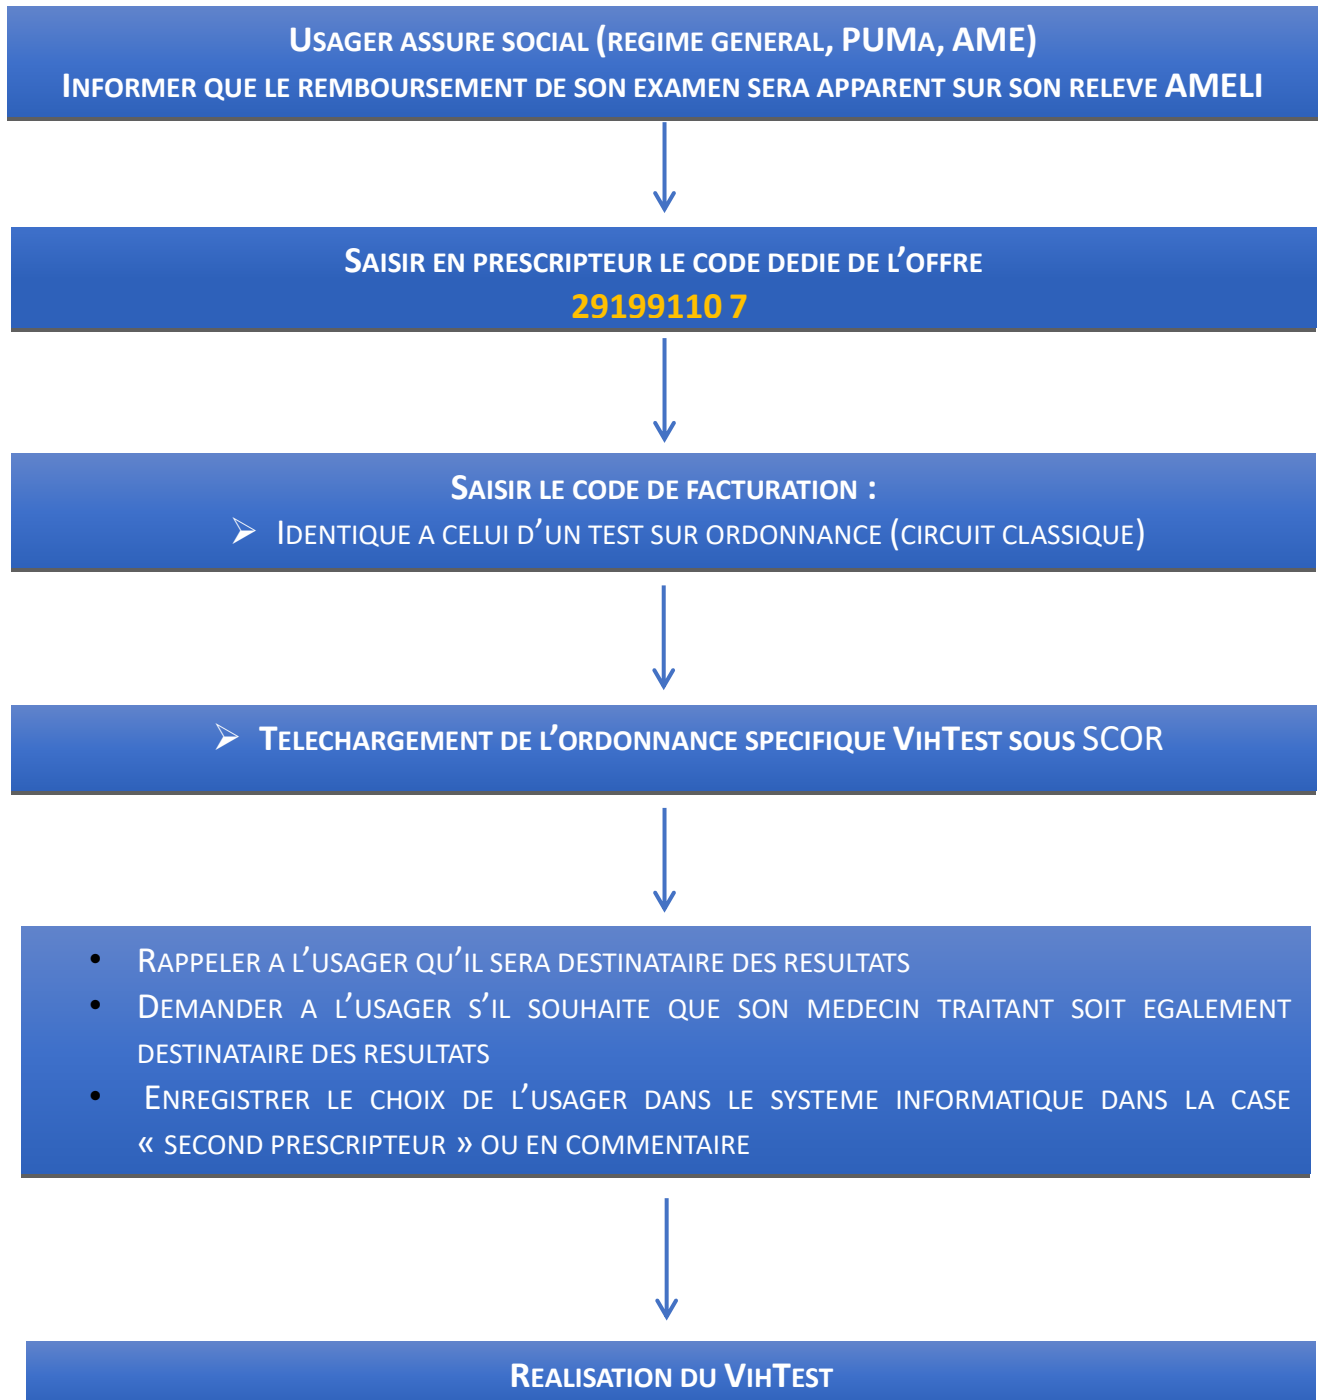 USAGER ASSURE SOCIAL (REGIME GENERAL, PUMA, AME)
INFORMER QUE LE REMBOURSEMENT DE SON EXAMEN SERA APPARENT SUR SON RELEVE AMELI
SAISIR EN PRESCRIPTEUR LE CODE DEDIE DE L'OFFRE
29199110 7
SAISIR LE CODE DE FACTURATION :
➢ IDENTIQUE A CELUI D'UN TEST SUR ORDONNANCE (CIRCUIT CLASSIQUE)
➢ TELECHARGEMENT DE L'ORDONNANCE SPECIFIQUE VIHTEST SOUS SCOR
• RAPPELER A L'USAGER QU'IL SERA DESTINATAIRE DES RESULTATS
• DEMANDER A L'USAGER S'IL SOUHAITE QUE SON MEDECIN TRAITANT SOIT EGALEMENT
DESTINATAIRE DES RESULTATS
• ENREGISTRER LE CHOIX DE L'USAGER DANS LE SYSTEME INFORMATIQUE DANS LA CASE
« SECOND PRESCRIPTEUR » OU EN COMMENTAIRE
REALISATION DU VIHTEST